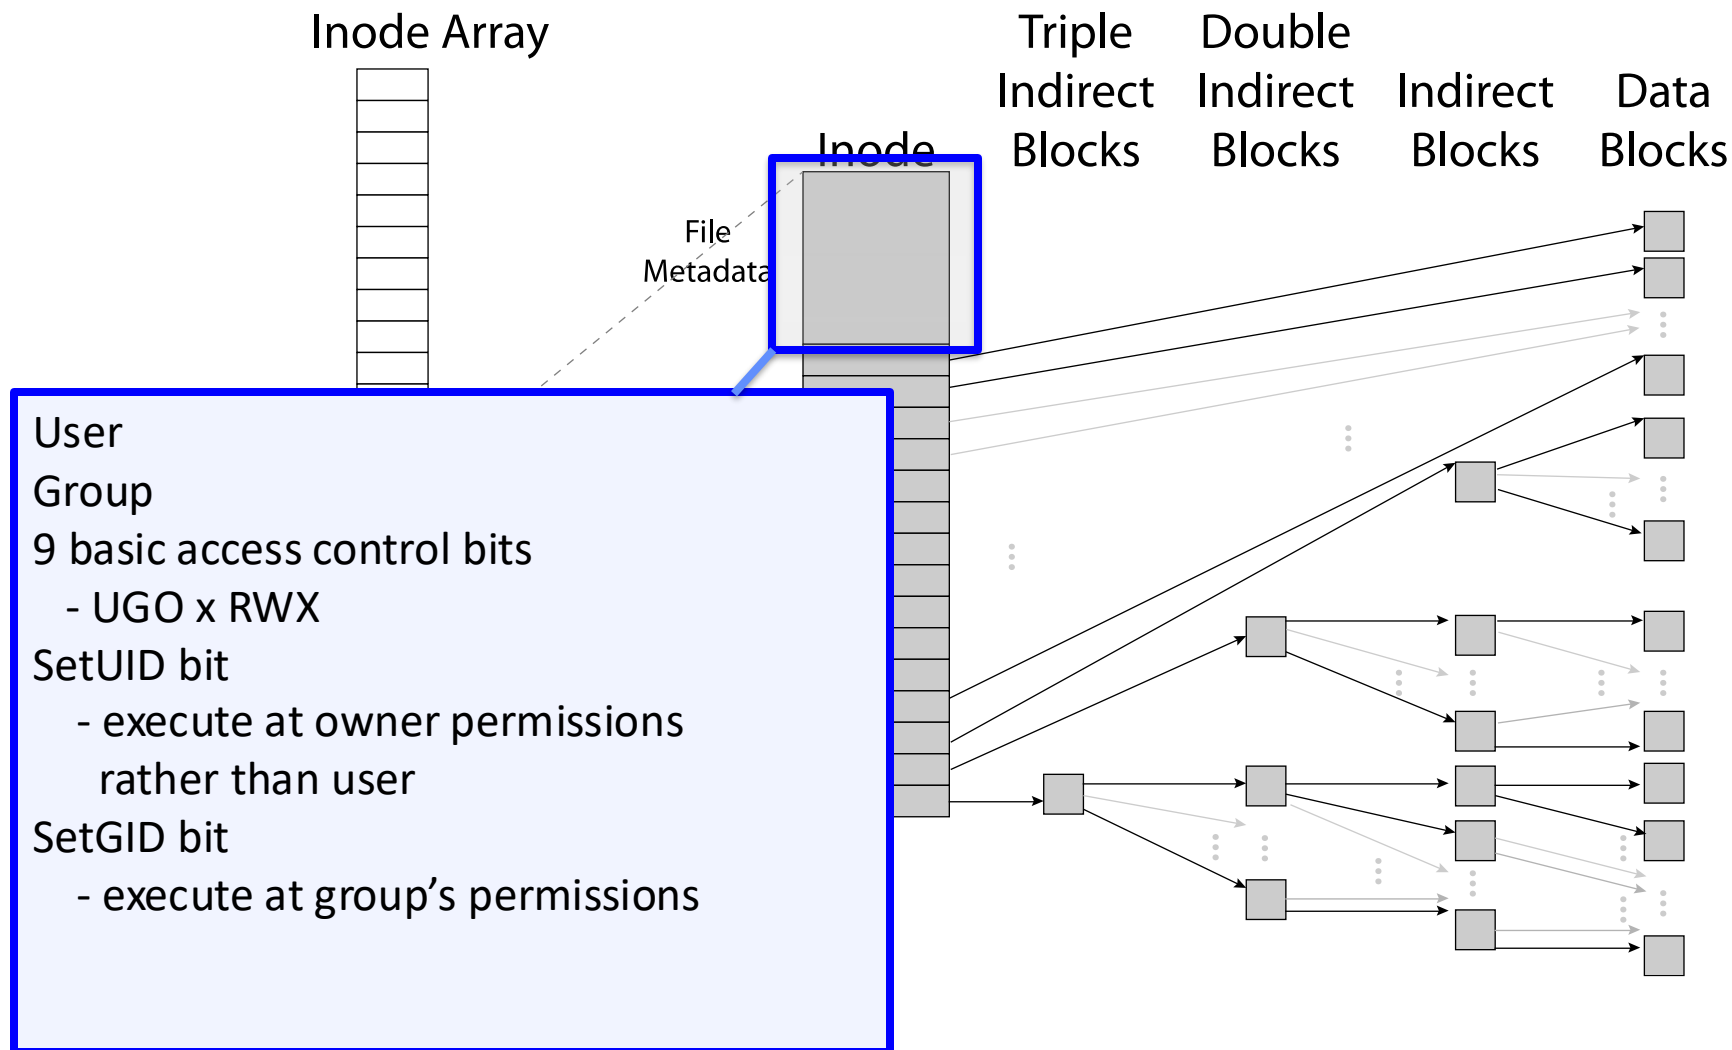 Inode Array
Triple
Indirect
Blocks
Double
Indirect
Blocks
Indirect
Blocks
Data
Blocks
Inode
File
Metadata
User
Group
9 basic access control bits
- UGO x RWX
SetUID bit
- execute at owner permissions
rather than user
SetGID bit
- execute at group’s permissions